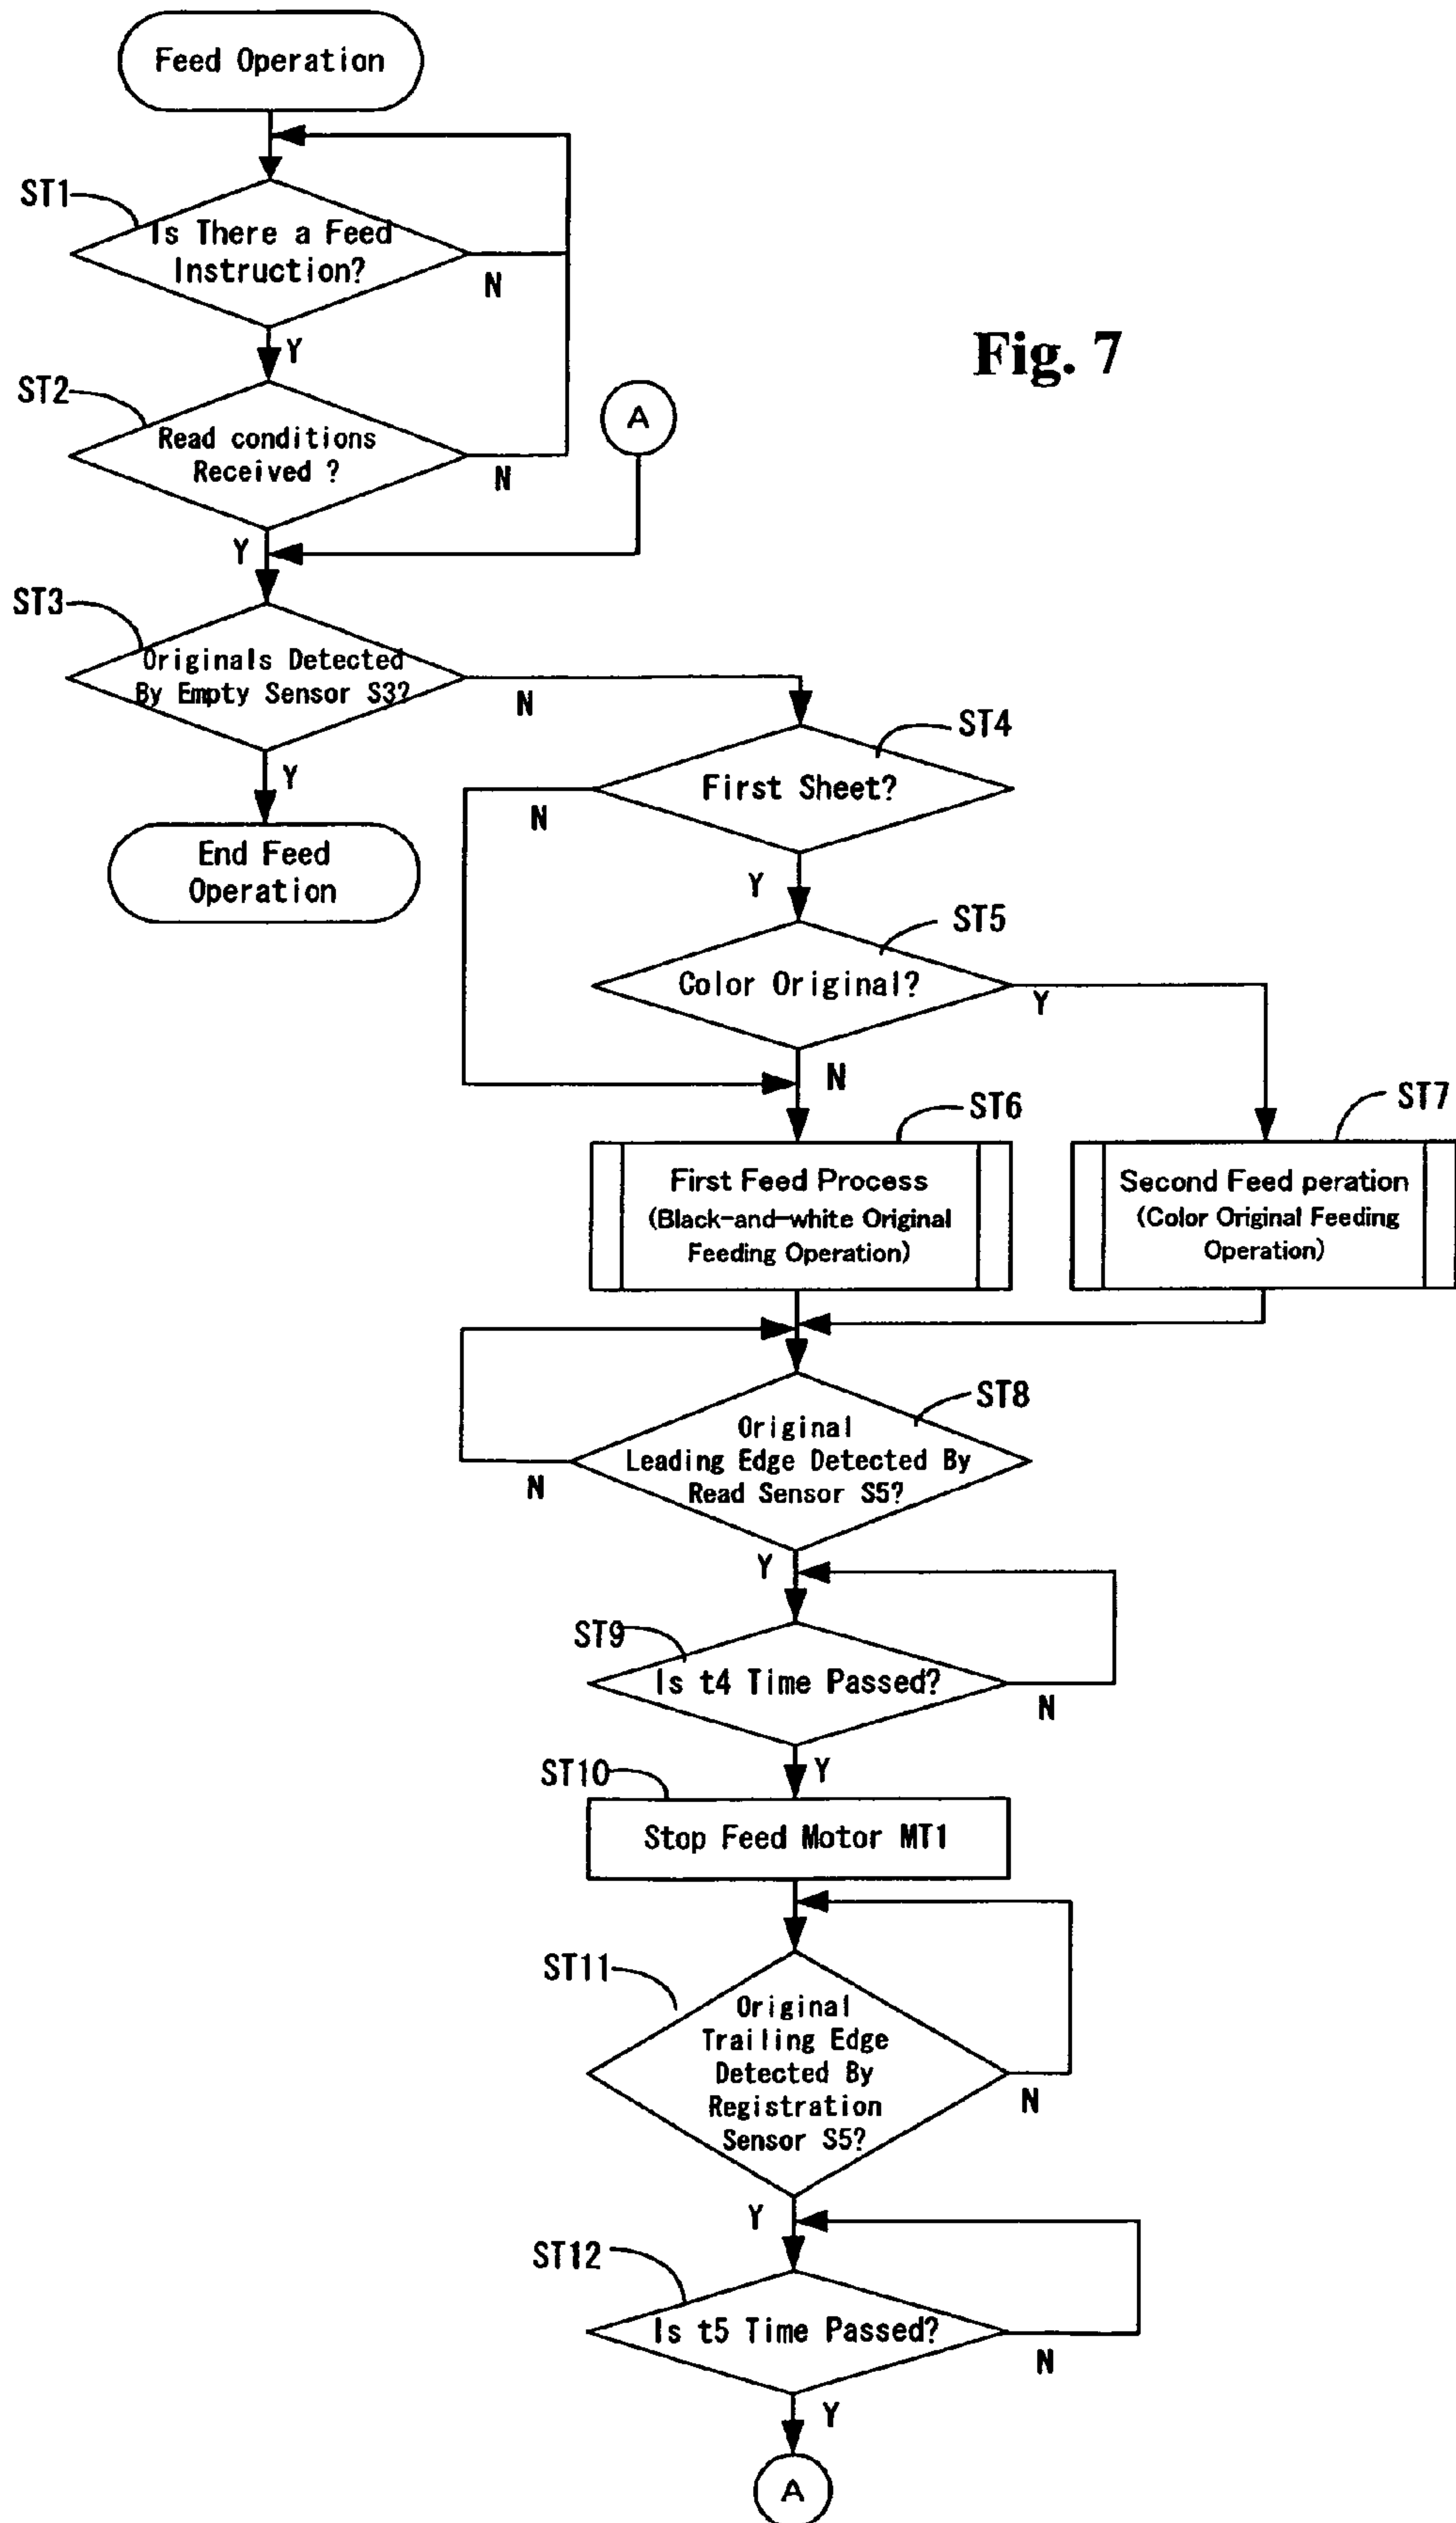 Feed Operation
ST1
Is There a Feed
Instruction?
N
Y
Fig. 7
ST2
Read conditions
Received ?
N
A
Y
ST3
Originals Detected
By Empty Sensor S3?
N
Y
ST4
First Sheet?
N
End Feed
Operation
Y
ST5
Color Original?
Y
N
ST6
First Feed Process
(Black-and-white Original
Feeding Operation)
ST7
Second Feed peration
(Color Original Feeding
Operation)
ST8
Original
Leading Edge Detected By
Read Sensor S5?
N
Y
ST9
Is t4 Time Passed?
N
Y
ST10
Stop Feed Motor MT1
ST11
Original
Trailing Edge
Detected By
Registration
Sensor S5?
N
Y
ST12
Is t5 Time Passed?
N
Y
A